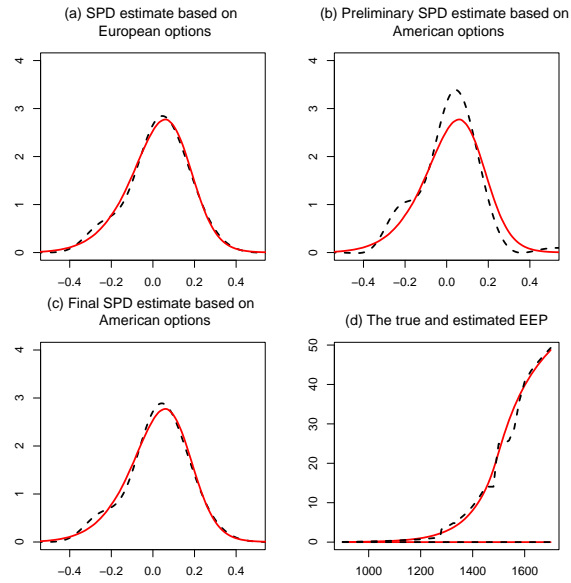 (a) SPD estimate based on
European options
(b) Preliminary SPD estimate based on
American options
4
3
2
1
0
−0.4 −0.2 0.0 0.2 0.4
4
3
2
1
0
−0.4 −0.2 0.0 0.2 0.4
(c) Final SPD estimate based on
American options
(d) The true and estimated EEP
4
3
2
1
0
−0.4 −0.2 0.0 0.2 0.4
50
40
30
20
10
0
1000 1200 1400 1600